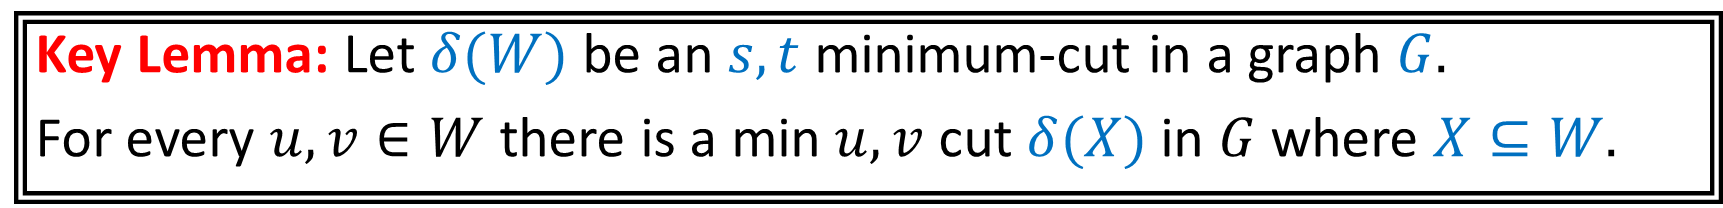 Key Lemma: Let δ(W) be an s, t minimum-cut in a graph G.
For every u, v ∈ W there is a min u, v cut δ(X) in G where X ⊆ W.